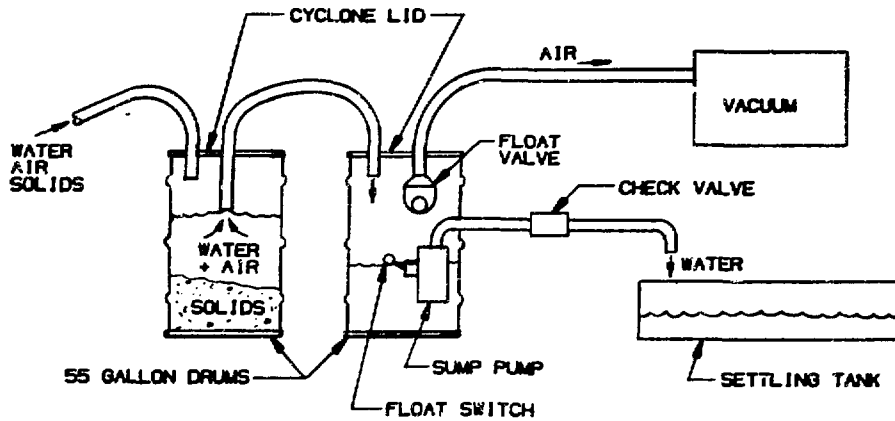 CYCLONE LID
AIR
VACUUM
WATER
AIR
SOLIDS
FLOAT
VALVE
CHECK VALVE
WATER
+ AIR
WATER
SOLIDS
55 GALLON DRUMS
SUMP PUMP
SETTLING TANK
FLOAT SWITCH